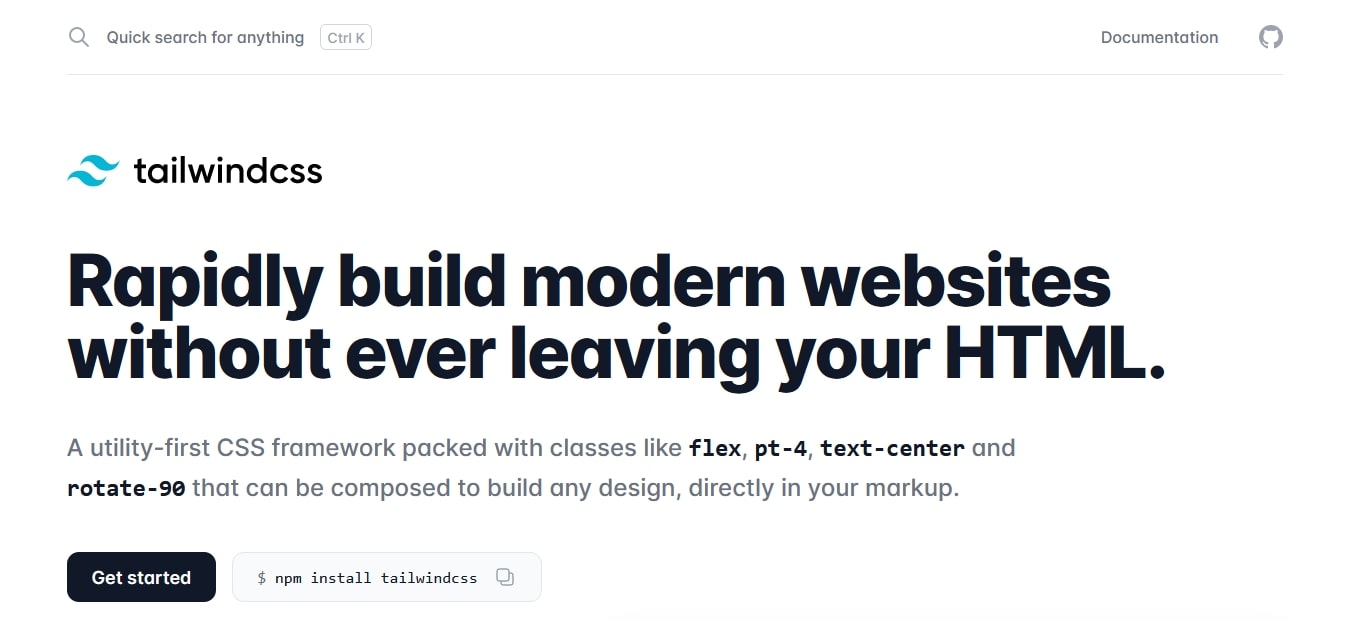 Quick search for anything Ctrl K Documentation
tailwindcss
Rapidly build modern websites
without ever leaving your HTML.
A utility-first CSS framework packed with classes like flex, pt-4, text-center and
rotate-90 that can be composed to build any design, directly in your markup.
Get started $ npm install tailwindcss